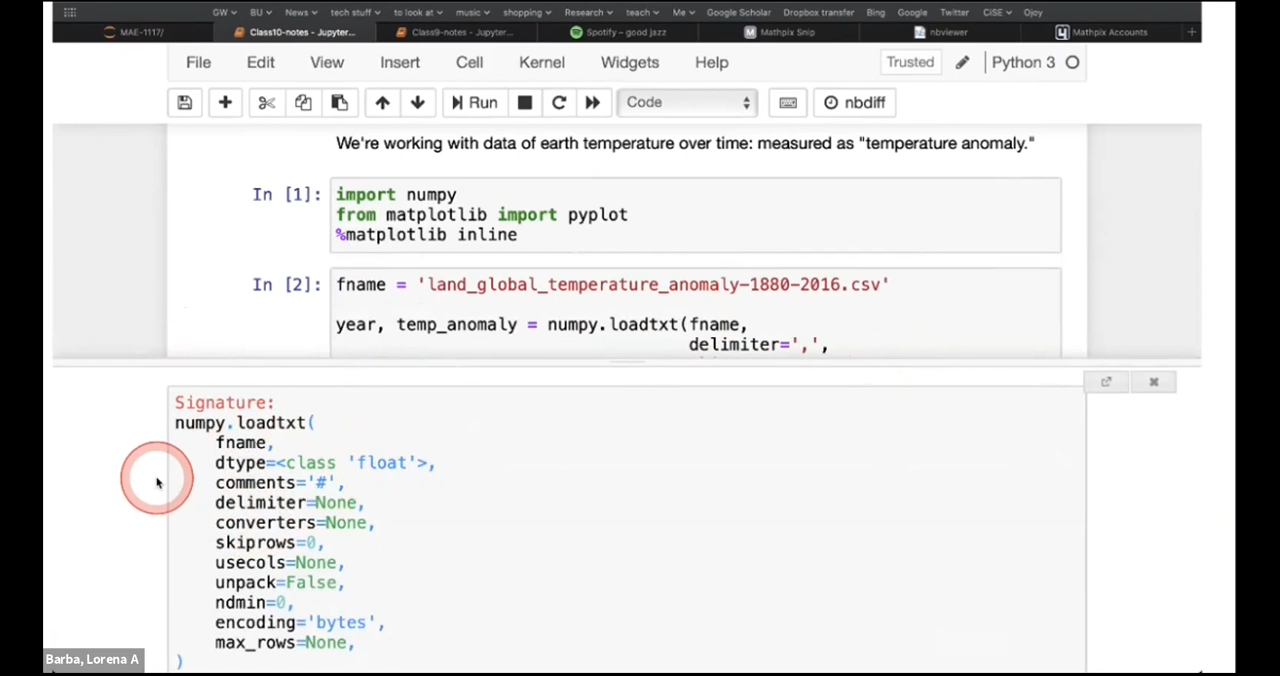 GW BU News tech stuff to look at music shopping Research teach Me Google Scholar Dropbox transfer Bing Google Twitter CiSE Ojoy
MAE-1117/ Class10-notes - Jupyter... Class9-notes - Jupyter... Spotify – good jazz Mathpix Snip nbviewer Mathpix Accounts
File Edit View Insert Cell Kernel Widgets Help Trusted Python 3
Run Code nbdiff
We're working with data of earth temperature over time: measured as "temperature anomaly."
In [1]: import numpy
from matplotlib import pyplot
%matplotlib inline
In [2]: fname = 'land_global_temperature_anomaly-1880-2016.csv'
year, temp_anomaly = numpy.loadtxt(fname,
delimiter=',',
Signature:
numpy.loadtxt(
fname,
dtype=<class 'float'>,
comments='#',
delimiter=None,
converters=None,
skiprows=0,
usecols=None,
unpack=False,
ndmin=0,
encoding='bytes',
max_rows=None,
)
Barba, Lorena A